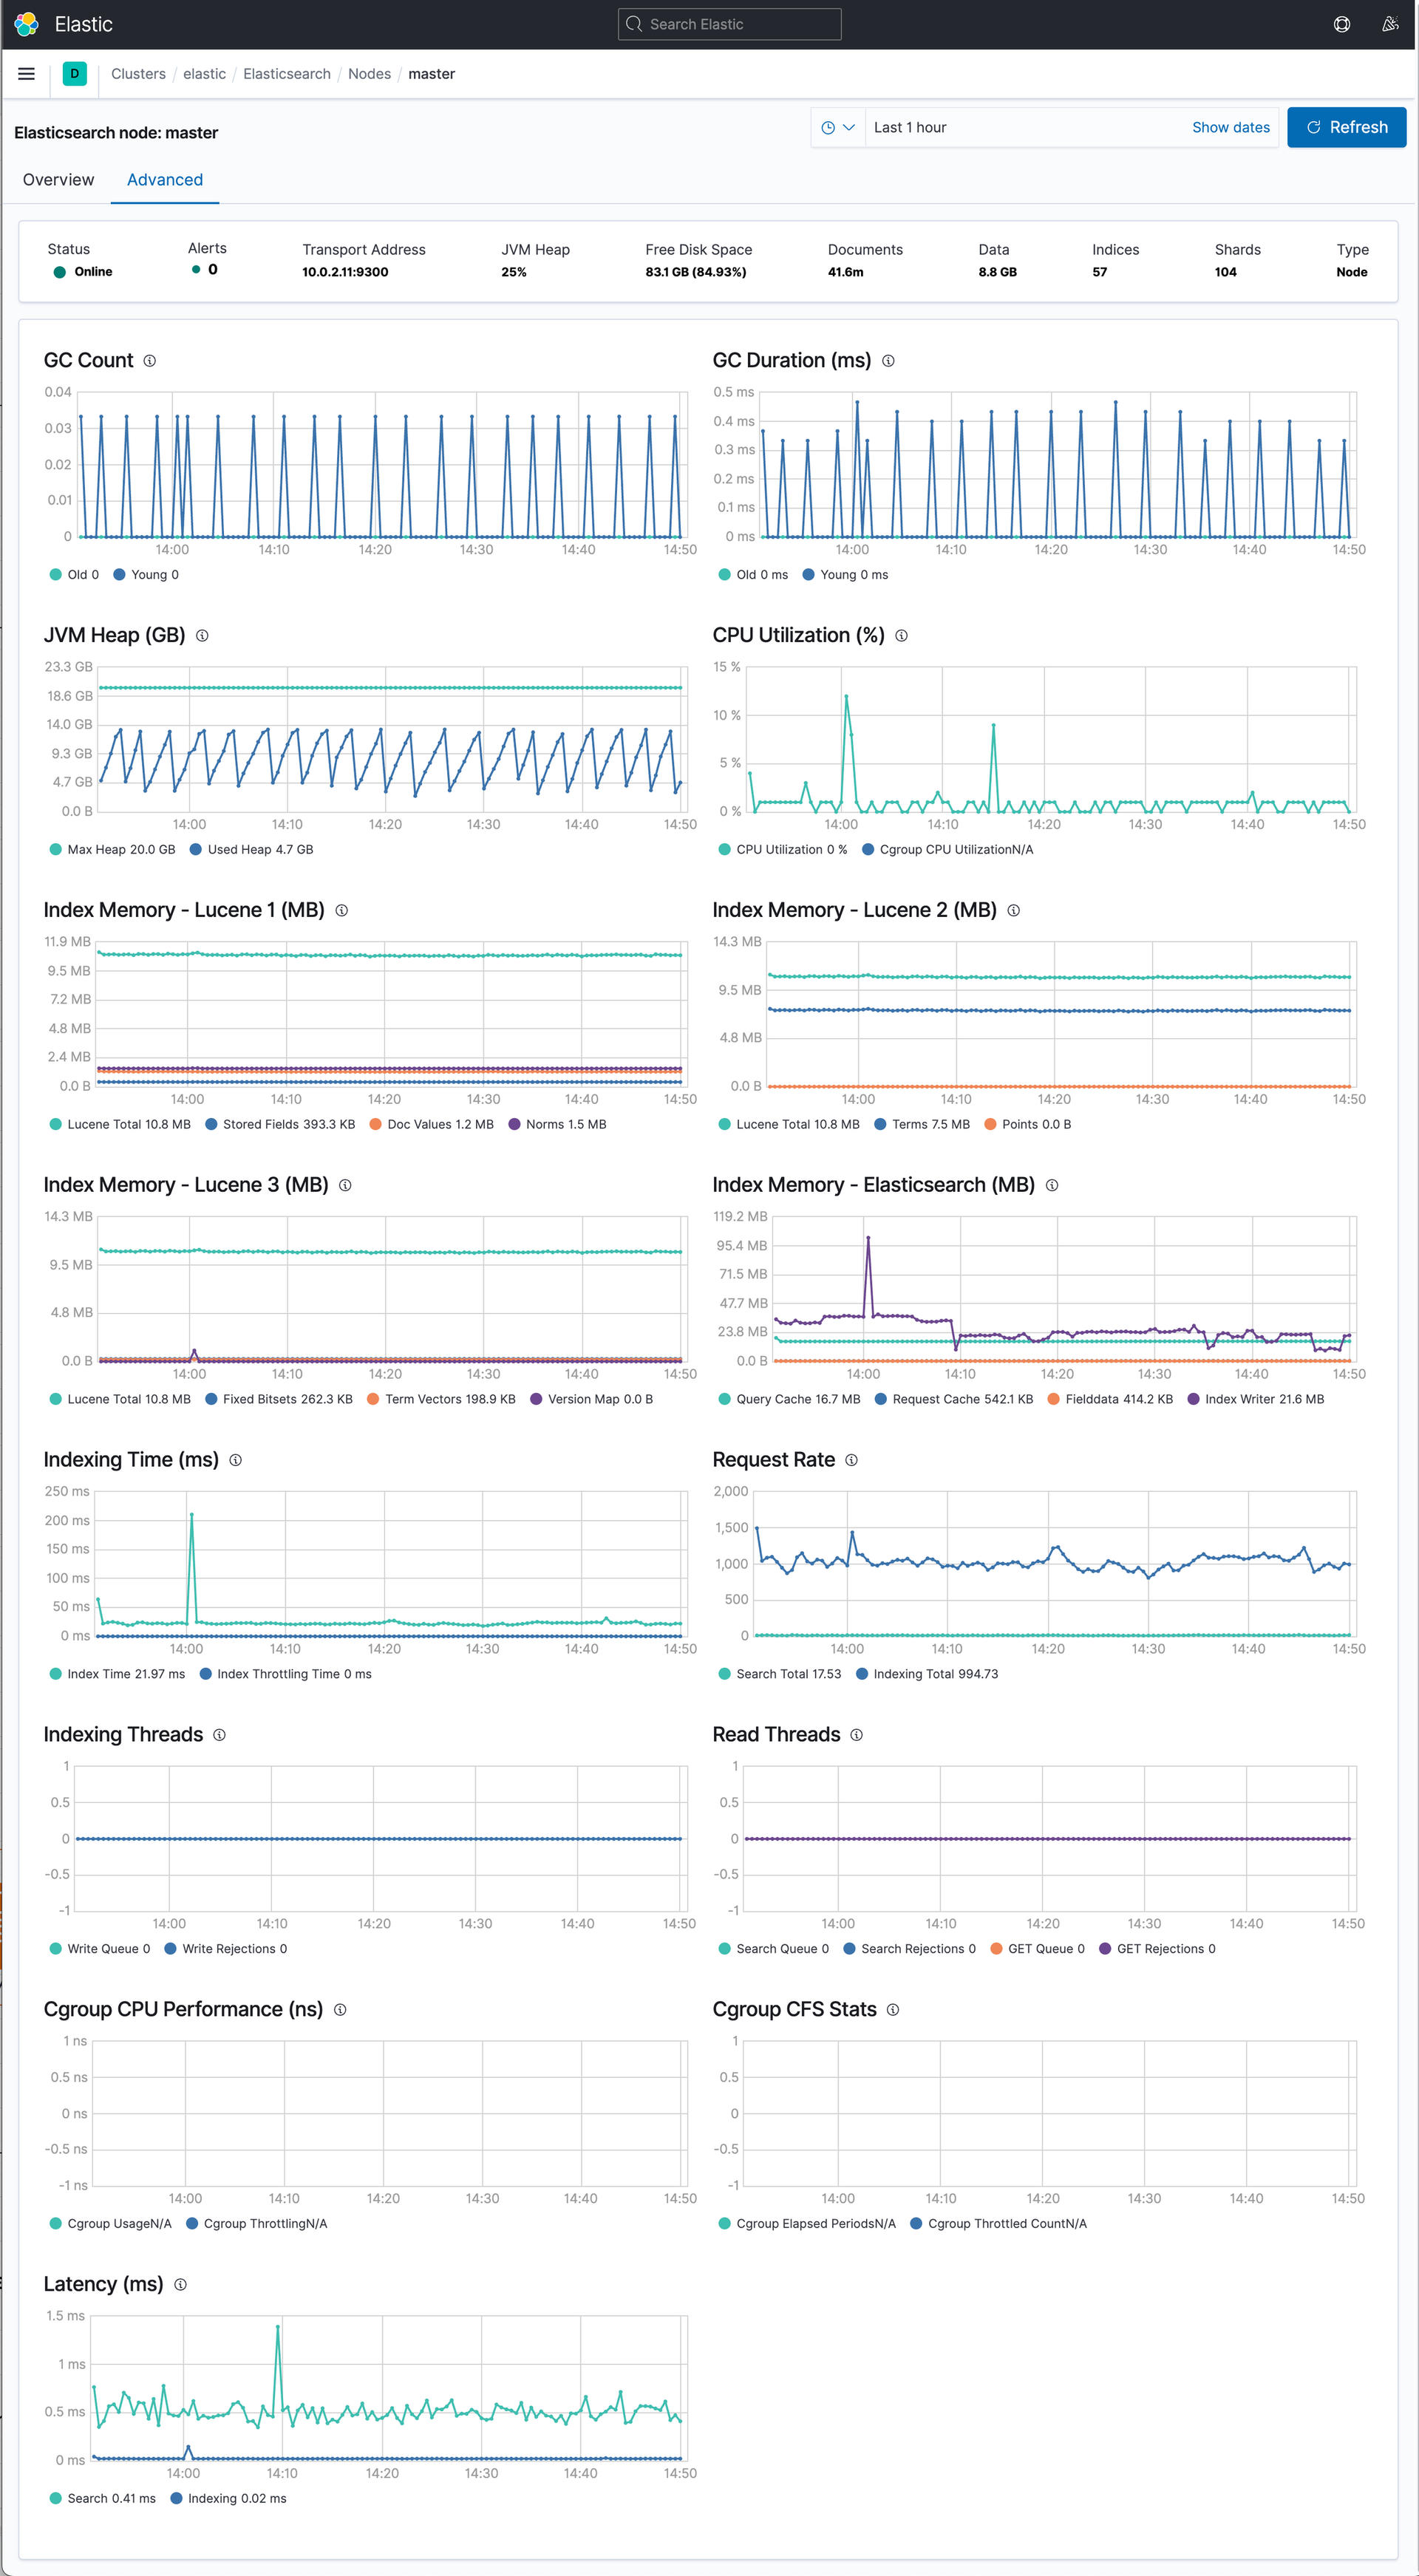 Elastic
Search Elastic
D
Clusters / elastic / Elasticsearch / Nodes / master
Elasticsearch node: master
Last 1 hour
Show dates
Refresh
Overview
Advanced
Status
Online
Alerts
0
Transport Address
10.0.2.11:9300
JVM Heap
25%
Free Disk Space
83.1 GB (84.93%)
Documents
41.6m
Data
8.8 GB
Indices
57
Shards
104
Type
Node
GC Count
0.04
0.03
0.02
0.01
0
14:00 14:10 14:20 14:30 14:40 14:50
Old 0 Young 0
GC Duration (ms)
0.5 ms
0.4 ms
0.3 ms
0.2 ms
0.1 ms
0 ms
14:00 14:10 14:20 14:30 14:40 14:50
Old 0 ms Young 0 ms
JVM Heap (GB)
23.3 GB
18.6 GB
14.0 GB
9.3 GB
4.7 GB
0.0 B
14:00 14:10 14:20 14:30 14:40 14:50
Max Heap 20.0 GB Used Heap 4.7 GB
CPU Utilization (%)
15 %
10 %
5 %
0 %
14:00 14:10 14:20 14:30 14:40 14:50
CPU Utilization 0 % Cgroup CPU UtilizationN/A
Index Memory - Lucene 1 (MB)
11.9 MB
9.5 MB
7.2 MB
4.8 MB
2.4 MB
0.0 B
14:00 14:10 14:20 14:30 14:40 14:50
Lucene Total 10.8 MB Stored Fields 393.3 KB Doc Values 1.2 MB Norms 1.5 MB
Index Memory - Lucene 2 (MB)
14.3 MB
9.5 MB
4.8 MB
0.0 B
14:00 14:10 14:20 14:30 14:40 14:50
Lucene Total 10.8 MB Terms 7.5 MB Points 0.0 B
Index Memory - Lucene 3 (MB)
14.3 MB
9.5 MB
4.8 MB
0.0 B
14:00 14:10 14:20 14:30 14:40 14:50
Lucene Total 10.8 MB Fixed Bitsets 262.3 KB Term Vectors 198.9 KB Version Map 0.0 B
Index Memory - Elasticsearch (MB)
119.2 MB
95.4 MB
71.5 MB
47.7 MB
23.8 MB
0.0 B
14:00 14:10 14:20 14:30 14:40 14:50
Query Cache 16.7 MB Request Cache 542.1 KB Fielddata 414.2 KB Index Writer 21.6 MB
Indexing Time (ms)
250 ms
200 ms
150 ms
100 ms
50 ms
0 ms
14:00 14:10 14:20 14:30 14:40 14:50
Index Time 21.97 ms Index Throttling Time 0 ms
Request Rate
2,000
1,500
1,000
500
0
14:00 14:10 14:20 14:30 14:40 14:50
Search Total 17.53 Indexing Total 994.73
Indexing Threads
1
0.5
0
-0.5
-1
14:00 14:10 14:20 14:30 14:40 14:50
Write Queue 0 Write Rejections 0
Read Threads
1
0.5
0
-0.5
-1
14:00 14:10 14:20 14:30 14:40 14:50
Search Queue 0 Search Rejections 0 GET Queue 0 GET Rejections 0
Cgroup CPU Performance (ns)
1 ns
0.5 ns
0 ns
-0.5 ns
-1 ns
14:00 14:10 14:20 14:30 14:40 14:50
Cgroup UsageN/A Cgroup ThrottlingN/A
Cgroup CFS Stats
1
0.5
0
-0.5
-1
14:00 14:10 14:20 14:30 14:40 14:50
Cgroup Elapsed PeriodsN/A Cgroup Throttled CountN/A
Latency (ms)
1.5 ms
1 ms
0.5 ms
0 ms
14:00 14:10 14:20 14:30 14:40 14:50
Search 0.41 ms Indexing 0.02 ms